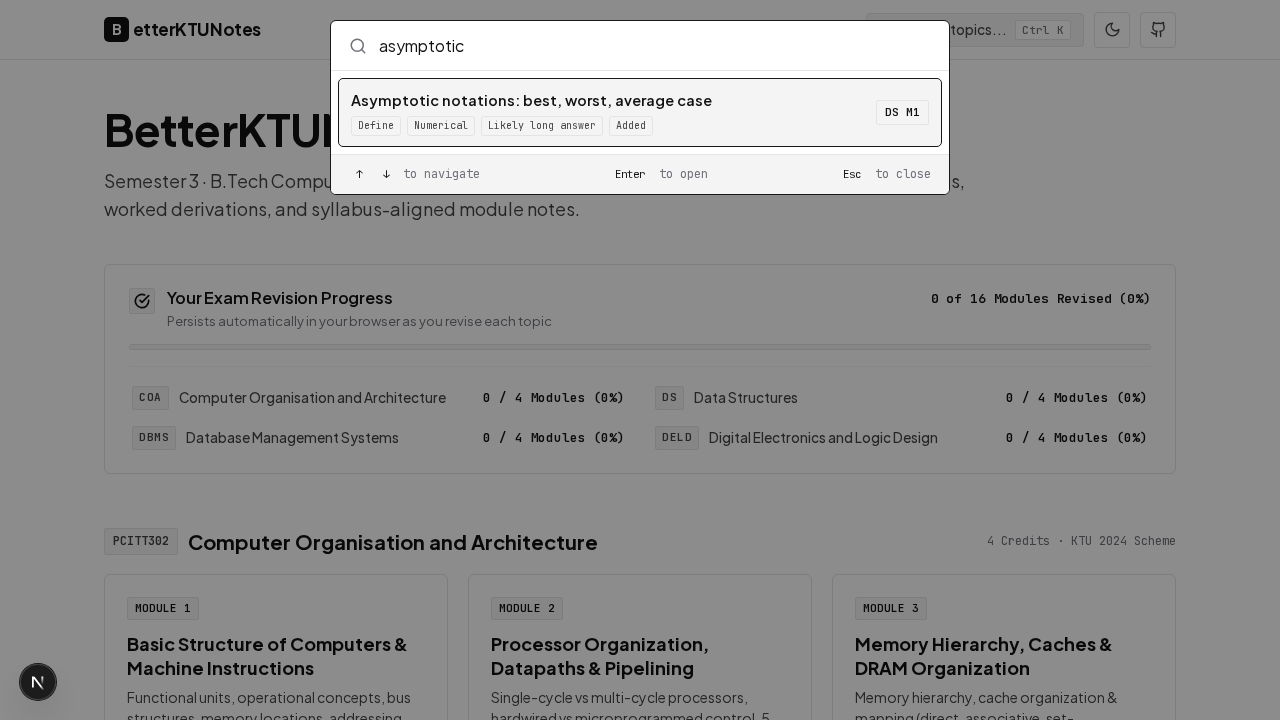 B etterKTUNotes
topics...
Ctrl K
asymptotic
Asymptotic notations: best, worst, average case
Define
Numerical
Likely long answer
Added
DS M1
↑ ↓ to navigate
Enter to open
Esc to close
BetterKTU
Semester 3 · B.Tech Compu
s,
worked derivations, and syllabus-aligned module notes.
Your Exam Revision Progress
0 of 16 Modules Revised (0%)
Persists automatically in your browser as you revise each topic
COA Computer Organisation and Architecture 0 / 4 Modules (0%)
DS Data Structures 0 / 4 Modules (0%)
DBMS Database Management Systems 0 / 4 Modules (0%)
DELD Digital Electronics and Logic Design 0 / 4 Modules (0%)
PCITT302 Computer Organisation and Architecture
4 Credits · KTU 2024 Scheme
MODULE 1
Basic Structure of Computers &
Machine Instructions
Functional units, operational concepts, bus
structures, memory locations, addressing
MODULE 2
Processor Organization,
Datapaths & Pipelining
Single-cycle vs multi-cycle processors,
hardwired vs microprogrammed control, 5
MODULE 3
Memory Hierarchy, Caches &
DRAM Organization
Memory hierarchy, cache organization &
mapping (direct, associative, set-
N